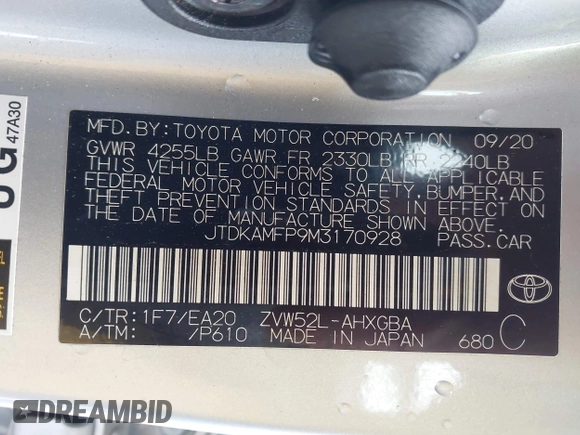 47A30
MFD.BY:TOYOTA MOTOR CORPORATION 09/20
GVWR 4255LB GAWR FR 2330LB RR 2240LB
THIS VEHICLE CONFORMS TO ALL APPLICABLE
FEDERAL MOTOR VEHICLE SAFETY, BUMPER, AND
THEFT PREVENTION STANDARDS IN EFFECT ON
THE DATE OF MANUFACTURE SHOWN ABOVE.
JTDKAMFP9M3170928 PASS.CAR
C/TR:1F7/EA20 ZVW52L-AHXGBA
A/TM: /P610 MADE IN JAPAN 680 C
TOYOTA
DREAMBID